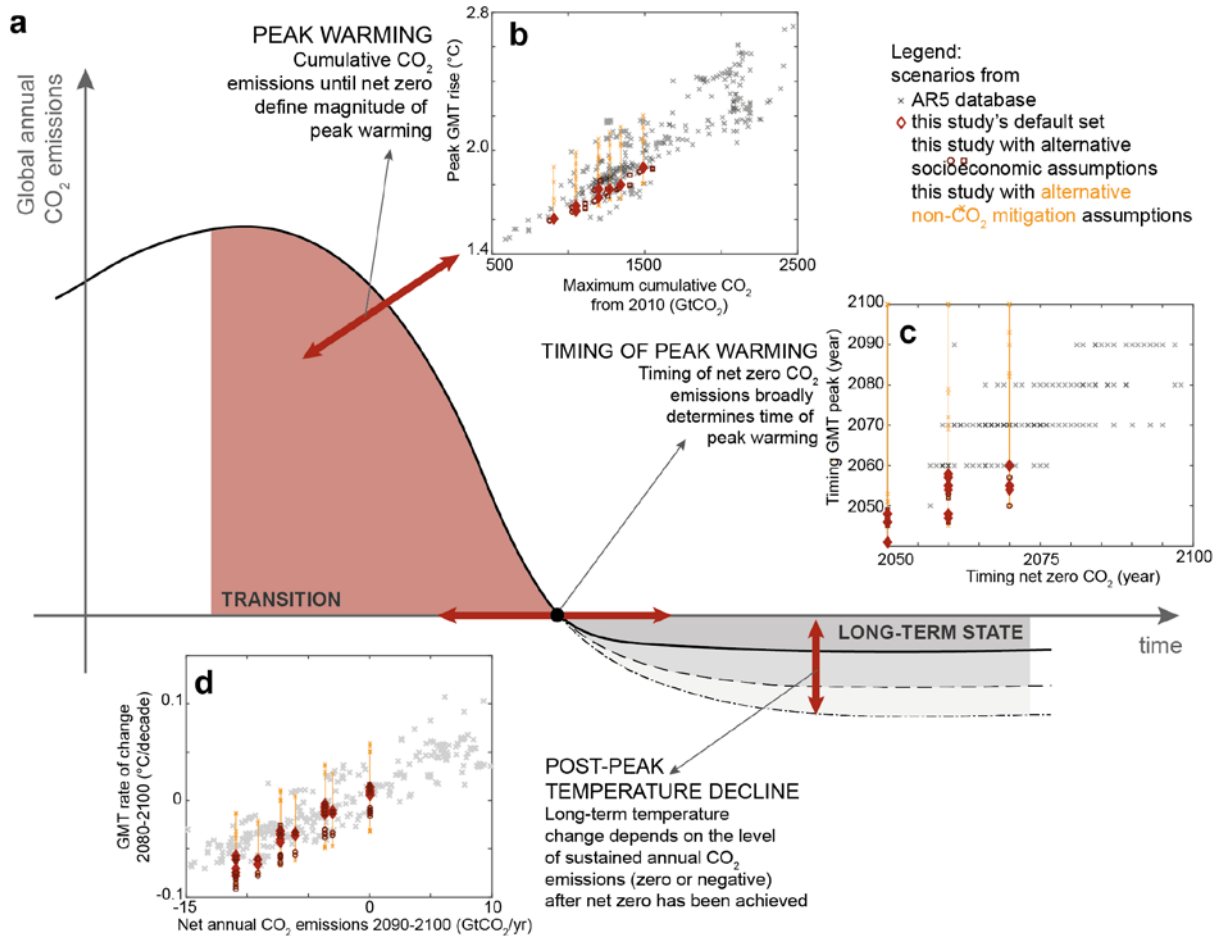 a
PEAK WARMING
Cumulative CO₂
emissions until net zero
define magnitude of
peak warming
Global annual
CO₂ emissions
b
2.8
2.0
1.4
Peak GMT rise (°C)
500
1500
2500
Maximum cumulative CO₂
from 2010 (GtCO₂)
Legend:
scenarios from
AR5 database
this study's default set
this study with alternative
socioeconomic assumptions
this study with alternative
non-CO₂ mitigation assumptions
TIMING OF PEAK WARMING
Timing of net zero CO₂
emissions broadly
determines time of
peak warming
c
2100
2090
2080
2070
2060
2050
Timing GMT peak (year)
2050
2075
2100
Timing net zero CO₂ (year)
TRANSITION
LONG-TERM STATE
time
d
0.1
0
-0.1
GMT rate of change
2080-2100 (°C/decade)
-15
0
10
Net annual CO₂ emissions 2090-2100 (GtCO₂/yr)
POST-PEAK
TEMPERATURE DECLINE
Long-term temperature
change depends on the level
of sustained annual CO₂
emissions (zero or negative)
after net zero has been achieved